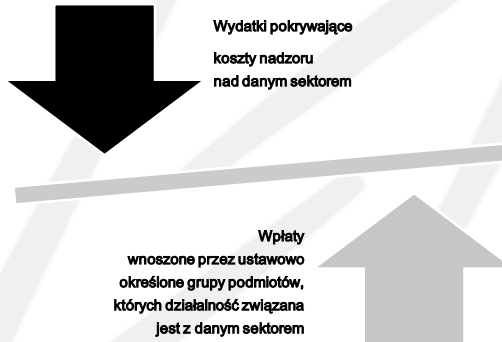 Wydatki pokrywające
koszty nadzoru
nad danym sektorem
Wpłaty
wnoszone przez ustawowo
określone grupy podmiotów,
których działalność związana
jest z danym sektorem